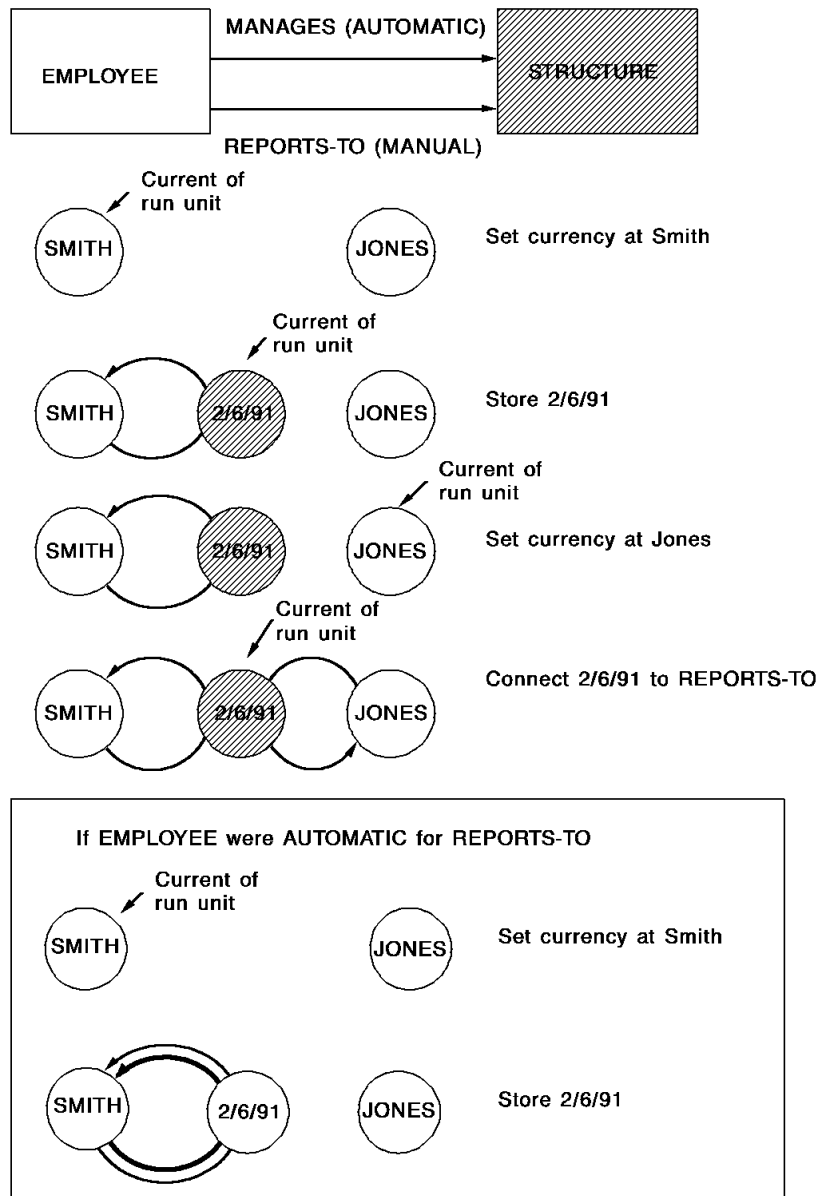 MANAGES (AUTOMATIC)
EMPLOYEE
STRUCTURE
REPORTS-TO (MANUAL)
Current of
run unit
SMITH
JONES
Set currency at Smith
Current of
run unit
SMITH
2/6/91
JONES
Store 2/6/91
Current of
run unit
SMITH
2/6/91
JONES
Set currency at Jones
Current of
run unit
SMITH
2/6/91
JONES
Connect 2/6/91 to REPORTS-TO
If EMPLOYEE were AUTOMATIC for REPORTS-TO
Current of
run unit
SMITH
JONES
Set currency at Smith
SMITH
2/6/91
JONES
Store 2/6/91